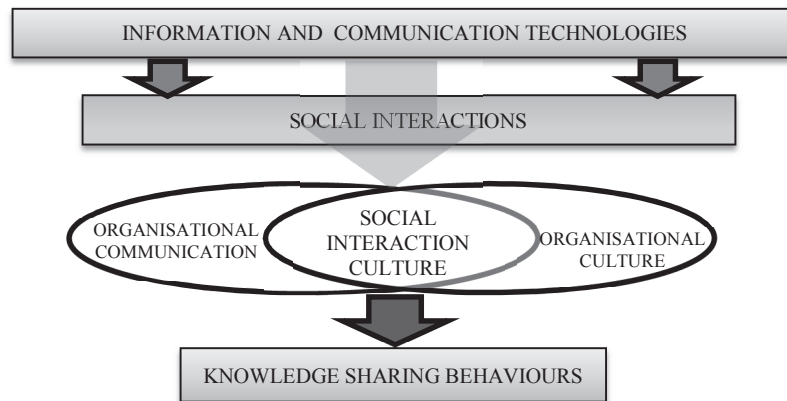 INFORMATION AND COMMUNICATION TECHNOLOGIES
SOCIAL INTERACTIONS
ORGANISATIONAL
COMMUNICATION
SOCIAL
INTERACTION
CULTURE
ORGANISATIONAL
CULTURE
KNOWLEDGE SHARING BEHAVIOURS